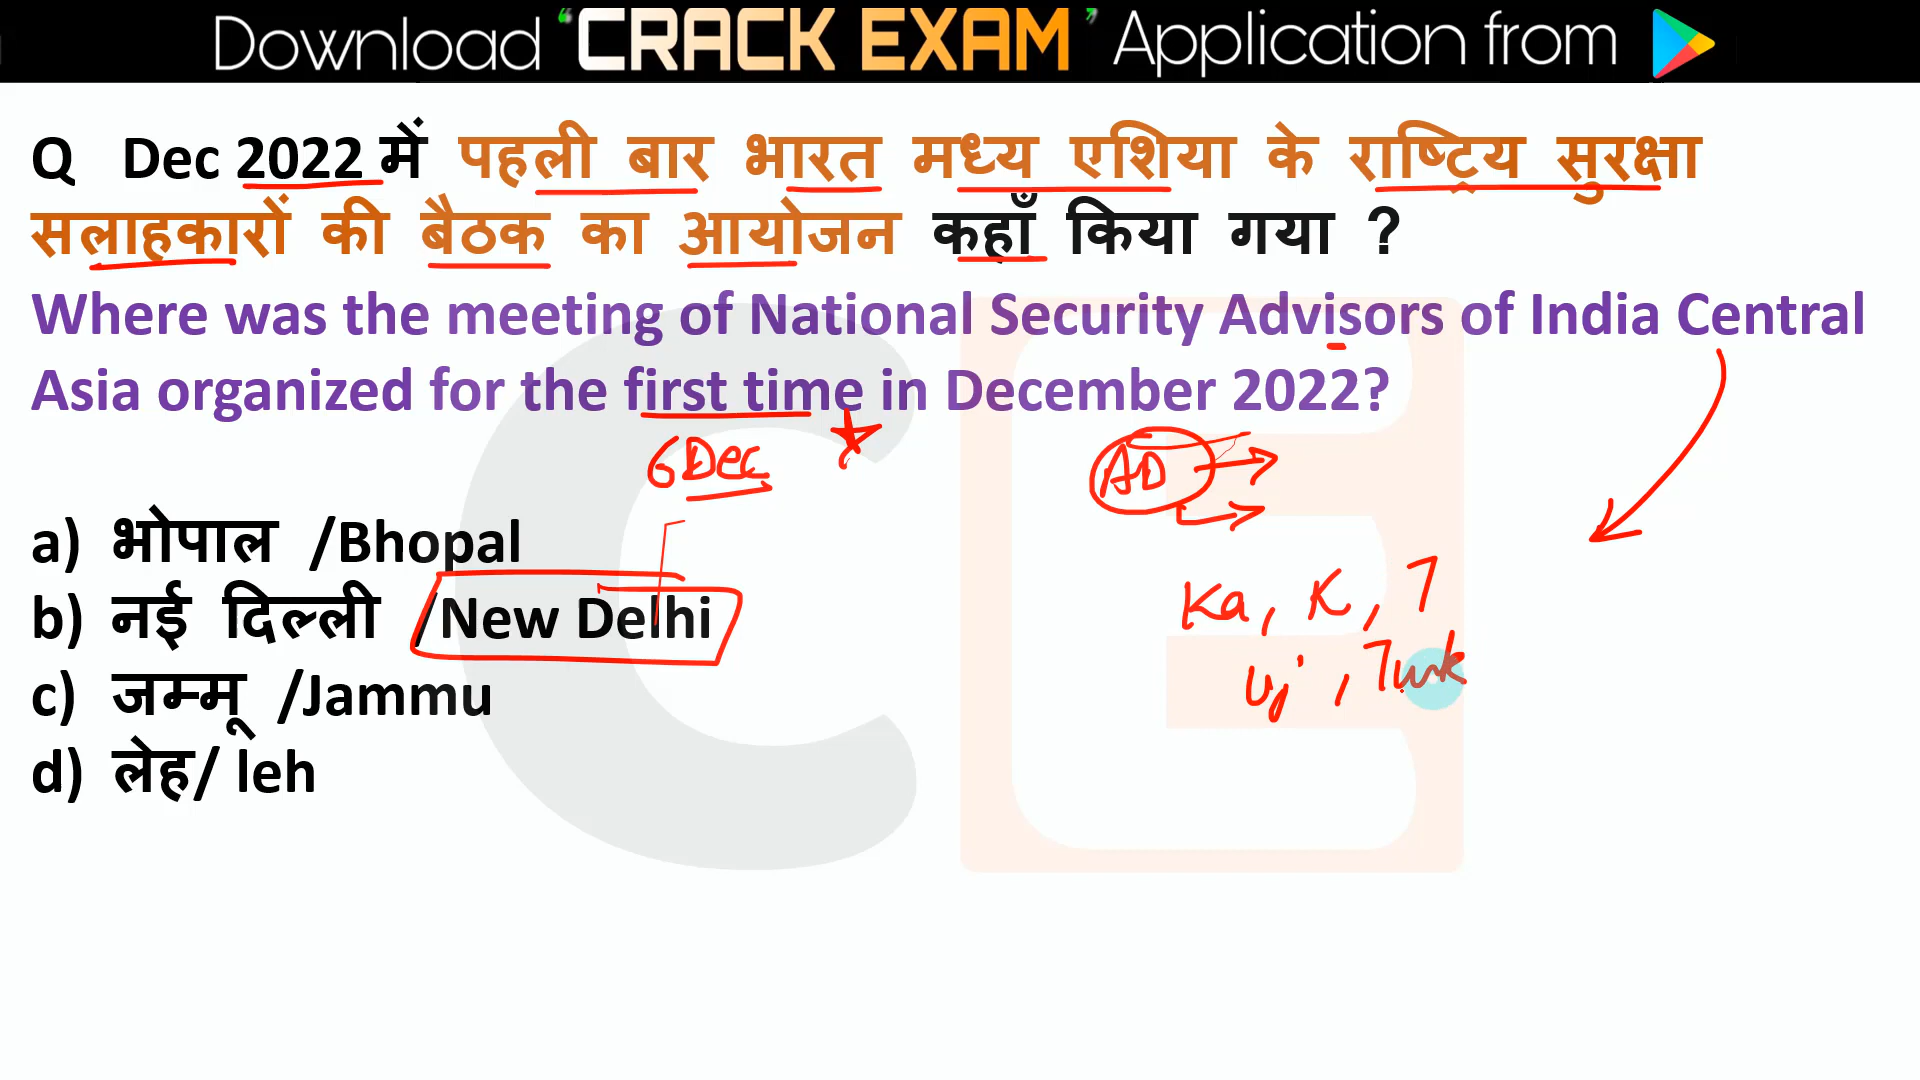 Download ‘CRACK EXAM’ Application from
Q Dec 2022 में पहली बार भारत मध्य एशिया के राष्ट्रिय सुरक्षा
सलाहकारों की बैठक का आयोजन कहाँ किया गया ?
Where was the meeting of National Security Advisors of India Central
Asia organized for the first time in December 2022?
6 Dec
AD
a) भोपाल /Bhopal
b) नई दिल्ली /New Delhi
Ka, K, T
, Turk
c) जम्मू /Jammu
d) लेह/ leh